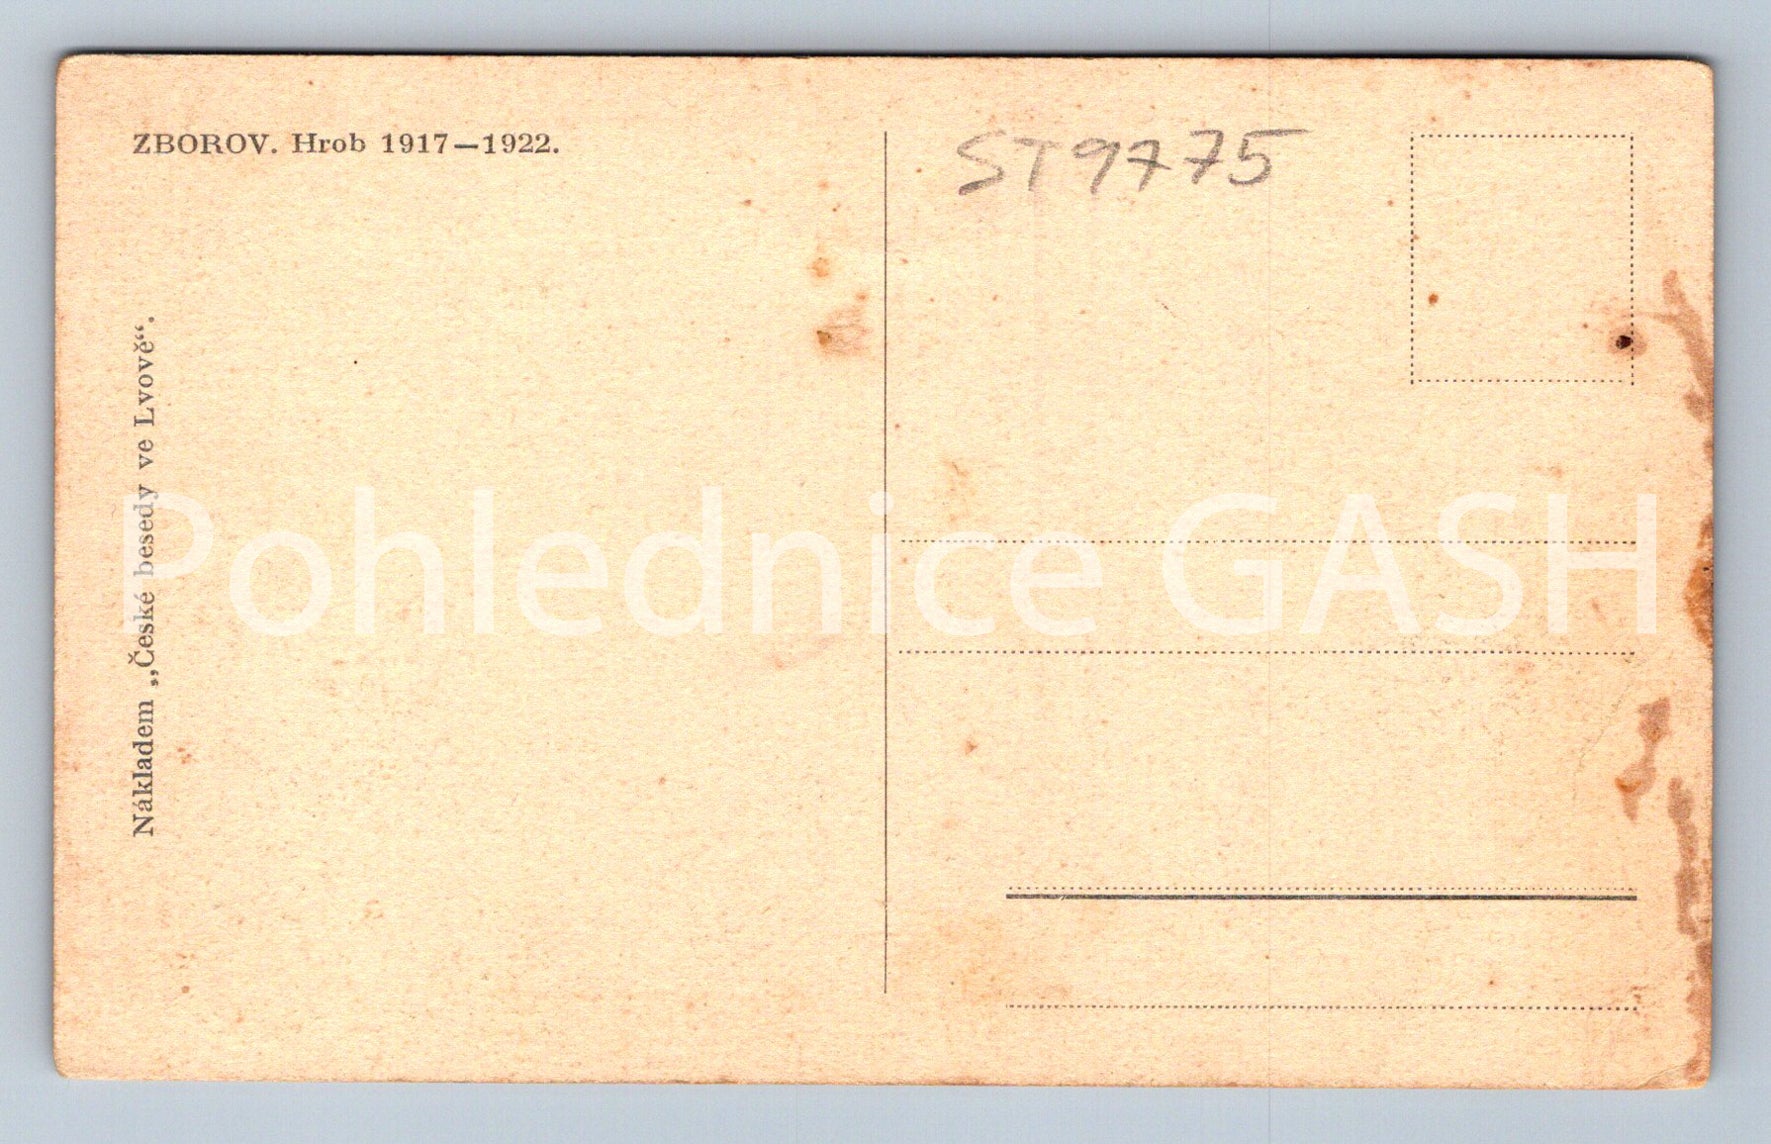 ZBOROV. Hrob 1917—1922.
ST9775
Nákladem „České besedy ve Lvově“.
Pohlednice GASH